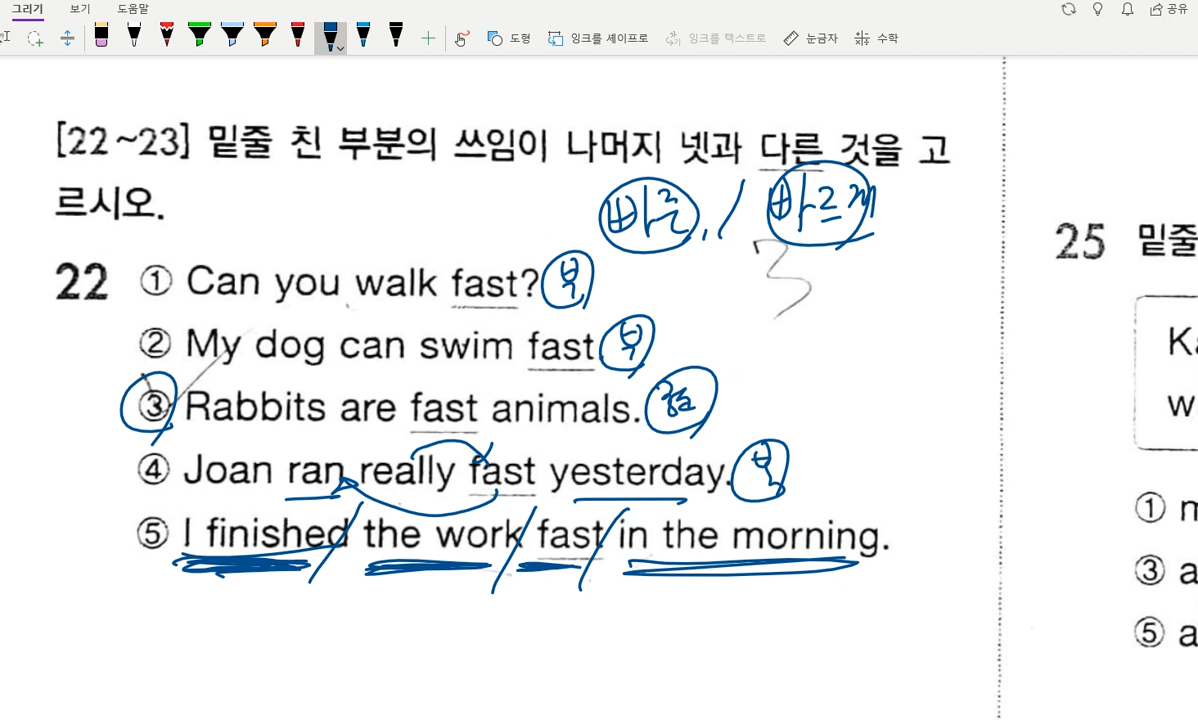 그리기 보기 도움말 공유
도형 잉크를 셰이프로 잉크를 텍스트로 눈금자 수학
[22~23] 밑줄 친 부분의 쓰임이 나머지 넷과 다른 것을 고
르시오.
빠른 / 빠르게
3
22 ① Can you walk fast? 부
② My dog can swim fast. 부
③ Rabbits are fast animals. 형
④ Joan ran really fast yesterday. 부
⑤ I finished the work fast in the morning.
25 밑줄
Ka
w
① m
③ a
⑤ a